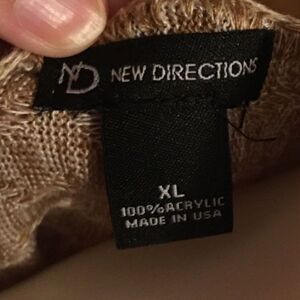 ND NEW DIRECTIONS
XL
100% ACRYLIC
MADE IN USA